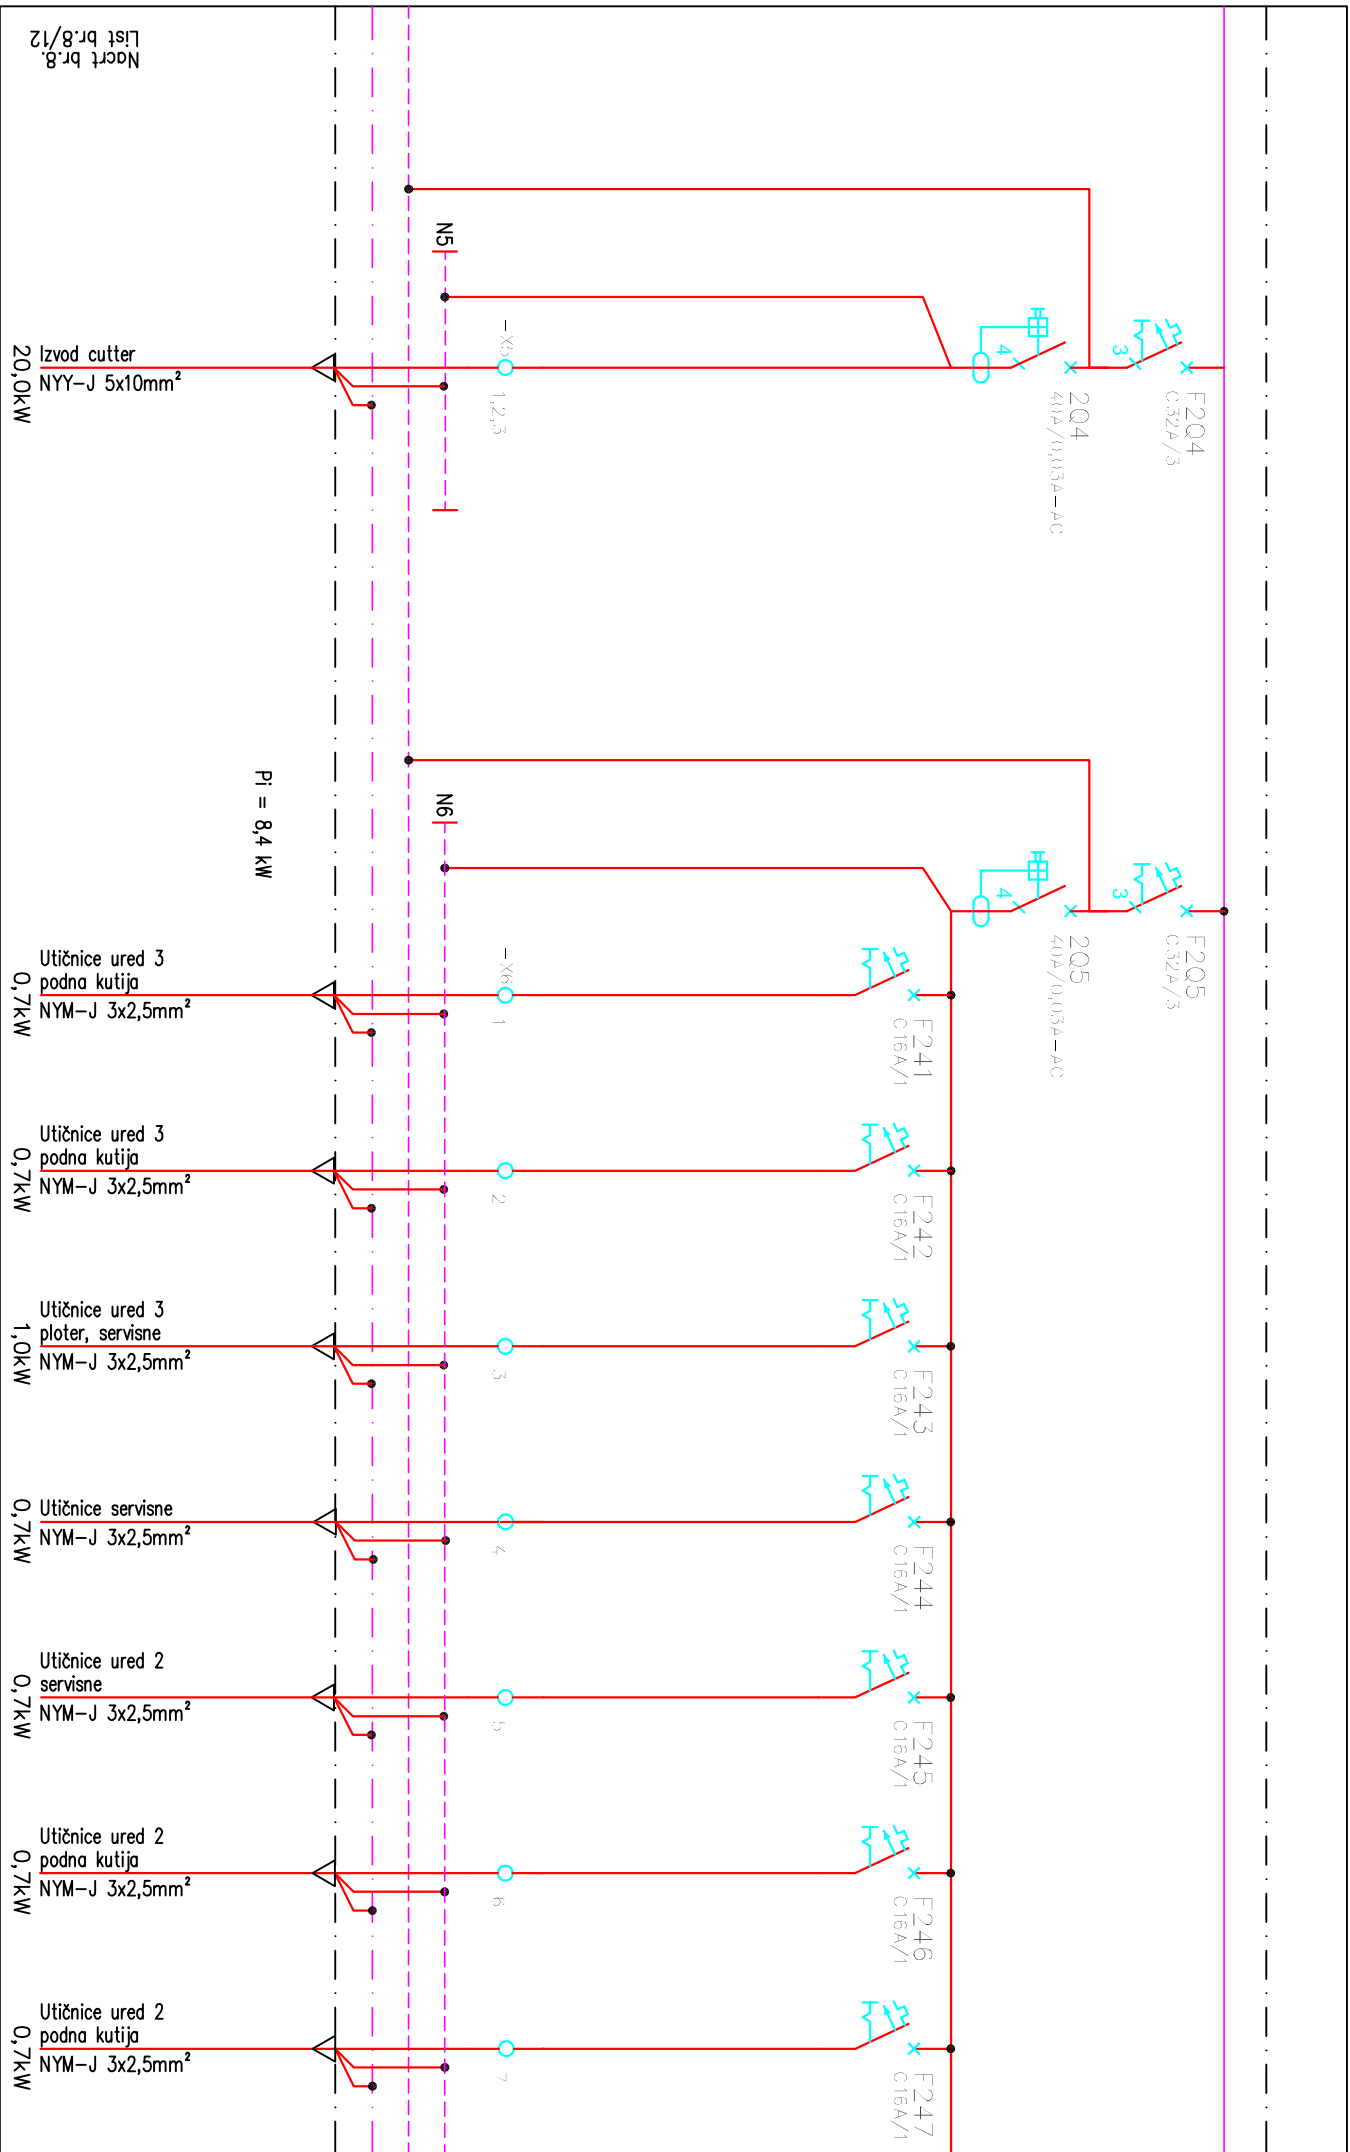 Nacrt br.8.
List br.8/12
F2Q4
C32A/3
3
2Q4
40A/0,03A-AC
4
N5
-X5
1,2,3
Izvod cutter
NYY-J 5x10mm²
20,0kW
F2Q5
C32A/3
3
2Q5
40A/0,03A-AC
4
N6
Pi = 8,4 kW
F241
C16A/1
-X6
1
Utičnice ured 3
podna kutija
NYM-J 3x2,5mm²
0,7kW
F242
C16A/1
2
Utičnice ured 3
podna kutija
NYM-J 3x2,5mm²
0,7kW
F243
C16A/1
3
Utičnice ured 3
ploter, servisne
NYM-J 3x2,5mm²
1,0kW
F244
C16A/1
4
Utičnice servisne
NYM-J 3x2,5mm²
0,7kW
F245
C16A/1
5
Utičnice ured 2
servisne
NYM-J 3x2,5mm²
0,7kW
F246
C16A/1
6
Utičnice ured 2
podna kutija
NYM-J 3x2,5mm²
0,7kW
F247
C16A/1
7
Utičnice ured 2
podna kutija
NYM-J 3x2,5mm²
0,7kW